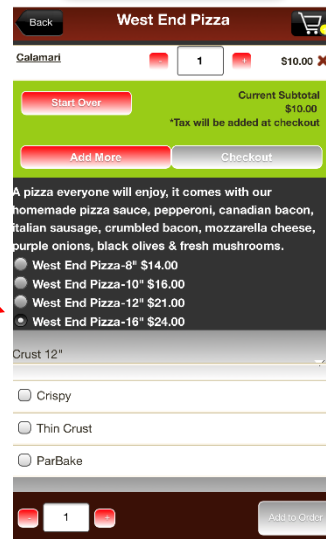 Back
West End Pizza
Calamari
-
1
+
$10.00
Start Over
Current Subtotal
$10.00
*Tax will be added at checkout
Add More
Checkout
A pizza everyone will enjoy, it comes with our
homemade pizza sauce, pepperoni, canadian bacon,
italian sausage, crumbled bacon, mozzarella cheese,
purple onions, black olives & fresh mushrooms.
West End Pizza-8" $14.00
West End Pizza-10" $16.00
West End Pizza-12" $21.00
West End Pizza-16" $24.00
Crust 12"
Crispy
Thin Crust
ParBake
-
1
+
Add to Order